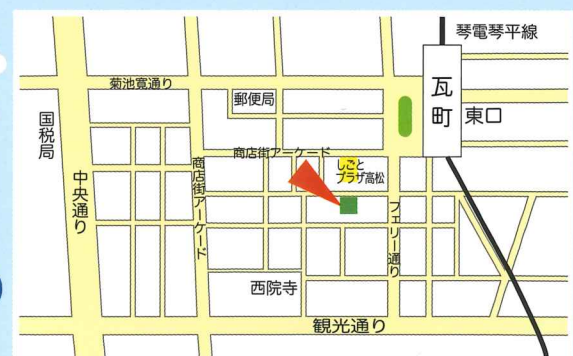 琴電琴平線
菊池寛通り
郵便局
瓦町
東口
国税局
商店街アーケード
しごと
プラザ高松
商店街アーケード
中央通り
フェリー通り
西院寺
観光通り